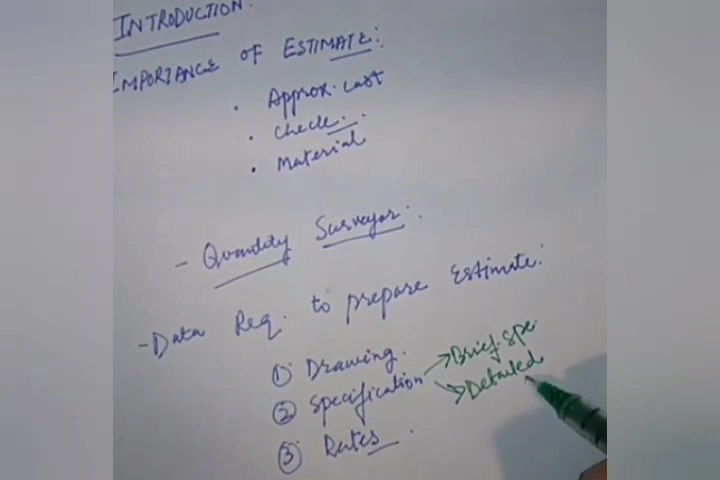 INTRODUCTION.
IMPORTANCE OF ESTIMATE:
• Approx. cost
• Check.
• Material
- Quantity Surveyor:
- Data Req. to prepare Estimate:
① Drawing.
② Specification → Brief. Spe.
→ Detailed
③ Rates.